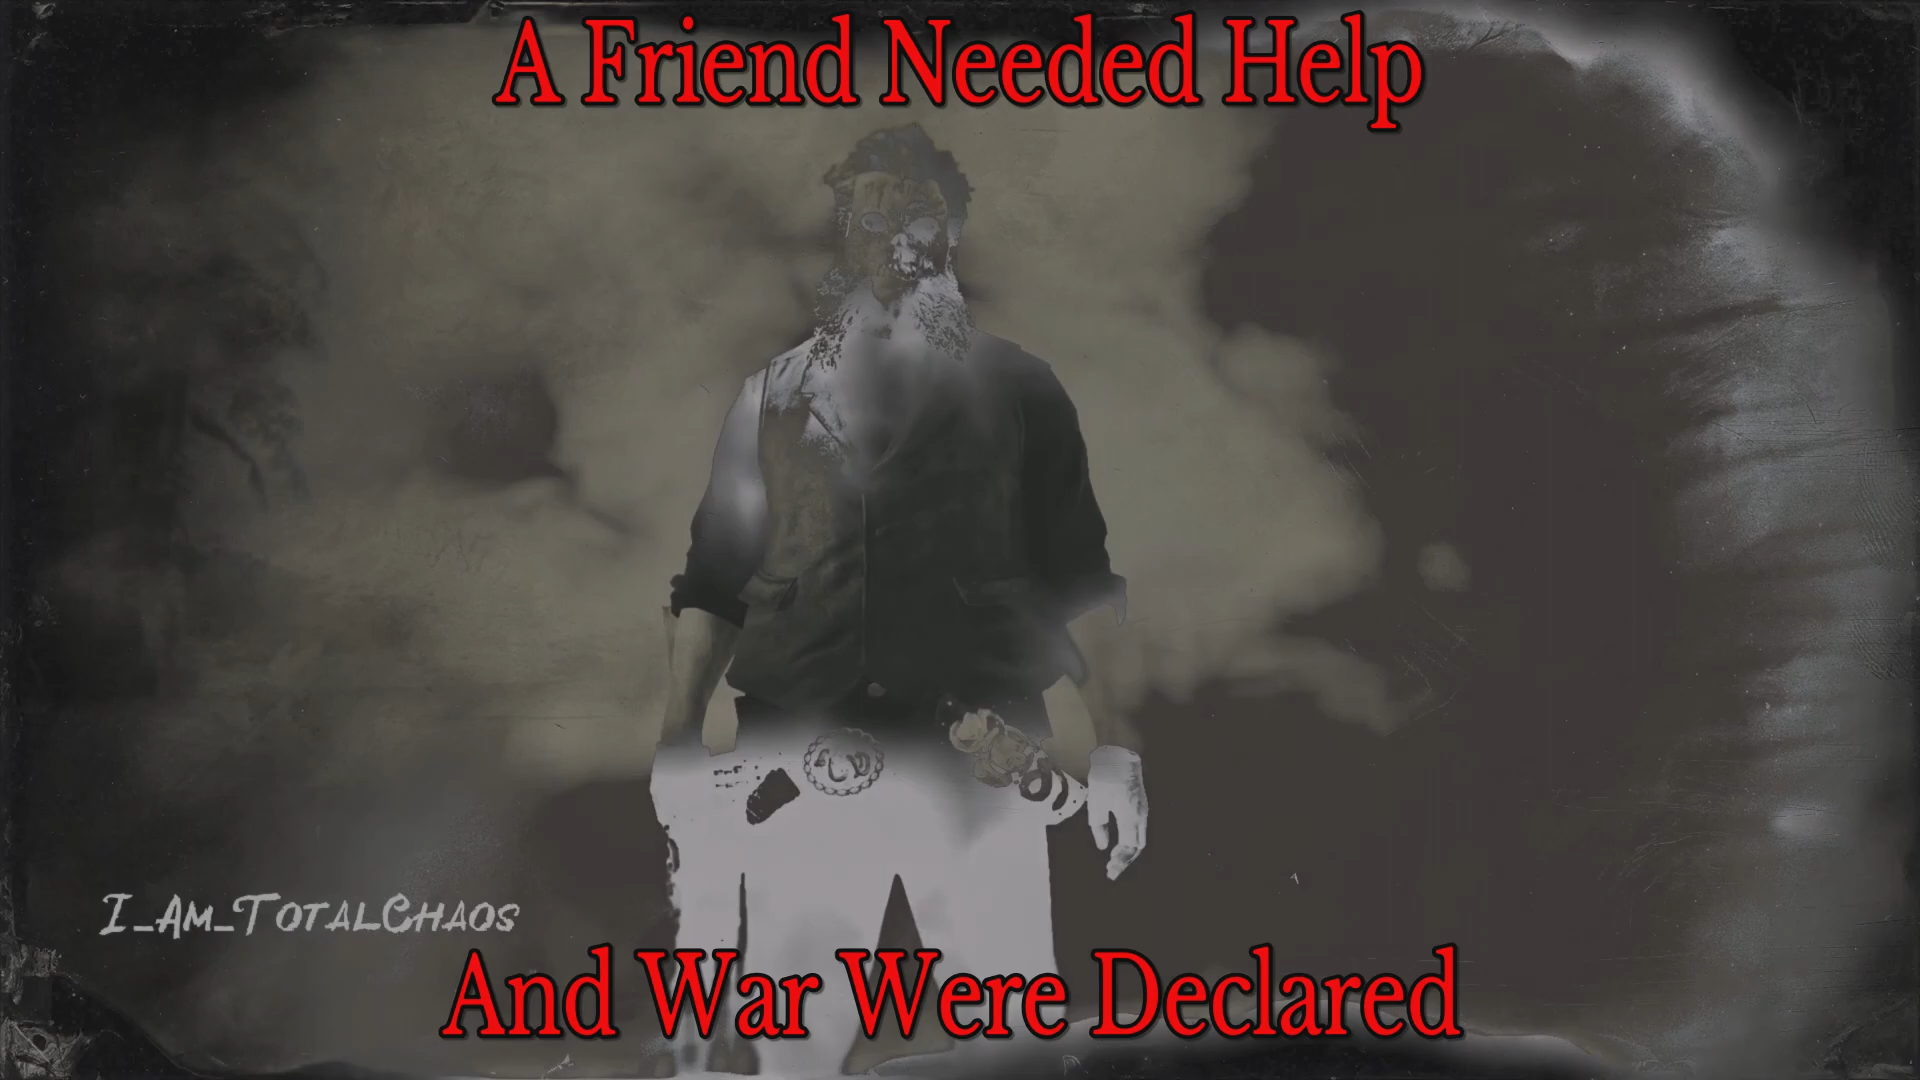 A Friend Needed Help
I_Am_TotalChaos
And War Were Declared